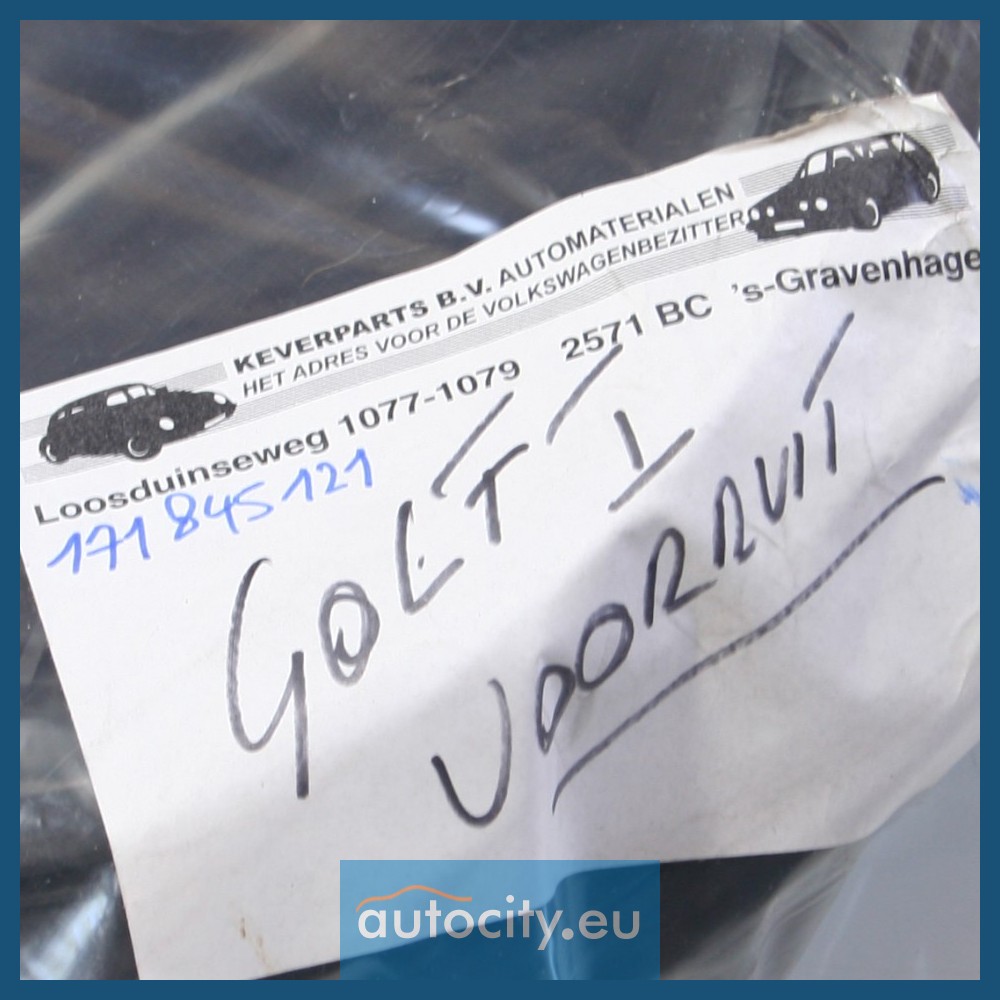 KEVERPARTS B.V. AUTOMATERIALEN
HET ADRES VOOR DE VOLKSWAGENBEZITTER
Loosduinseweg 1077-1079 2571 BC 's-Gravenhage
171 845 121
GOLF I
VOORRUIT
autocity.eu